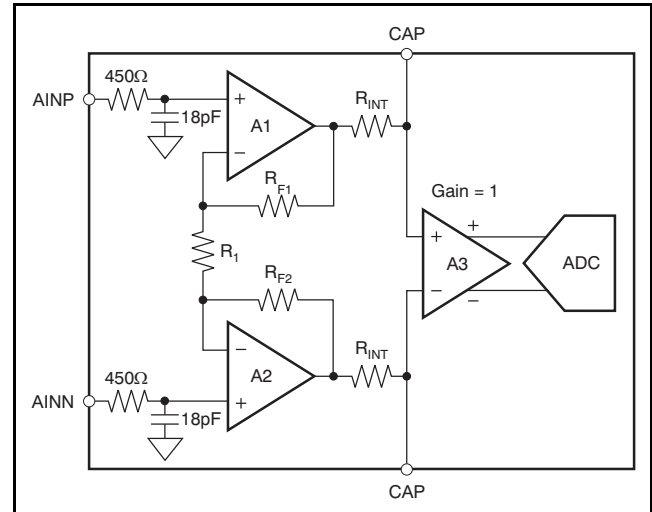 CAP
450Ω
AINP
18pF
+
A1
−
R_INT
R_F1
Gain = 1
+
+
A3
−
−
ADC
R_1
R_F2
−
A2
+
R_INT
450Ω
AINN
18pF
CAP